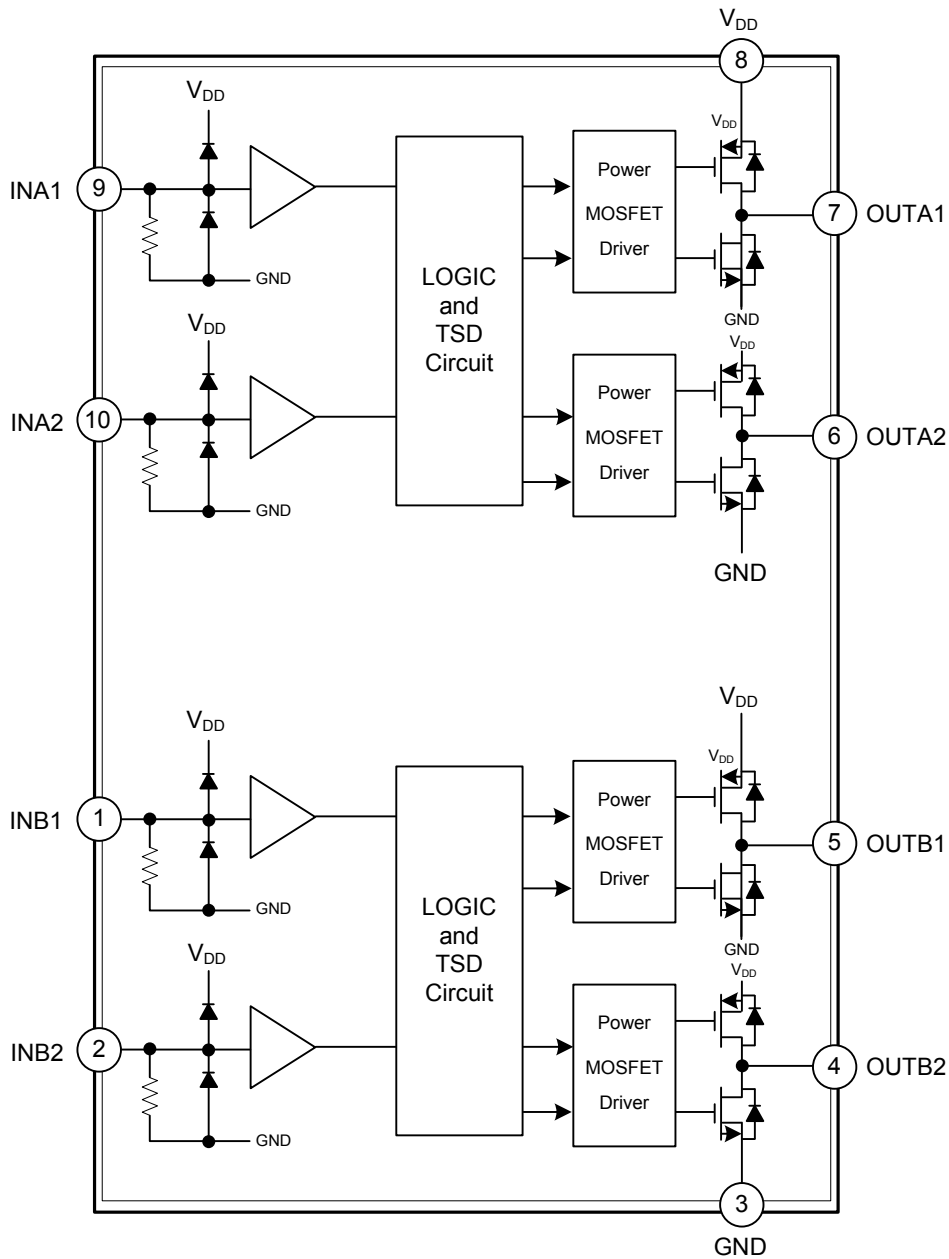 VDD
8
VDD
VDD
INA1
9
GND
LOGIC
and
TSD
Circuit
Power
MOSFET
Driver
7
OUTA1
GND
VDD
VDD
INA2
10
GND
Power
MOSFET
Driver
6
OUTA2
GND
VDD
VDD
VDD
INB1
1
GND
LOGIC
and
TSD
Circuit
Power
MOSFET
Driver
5
OUTB1
GND
VDD
VDD
INB2
2
GND
Power
MOSFET
Driver
4
OUTB2
3
GND